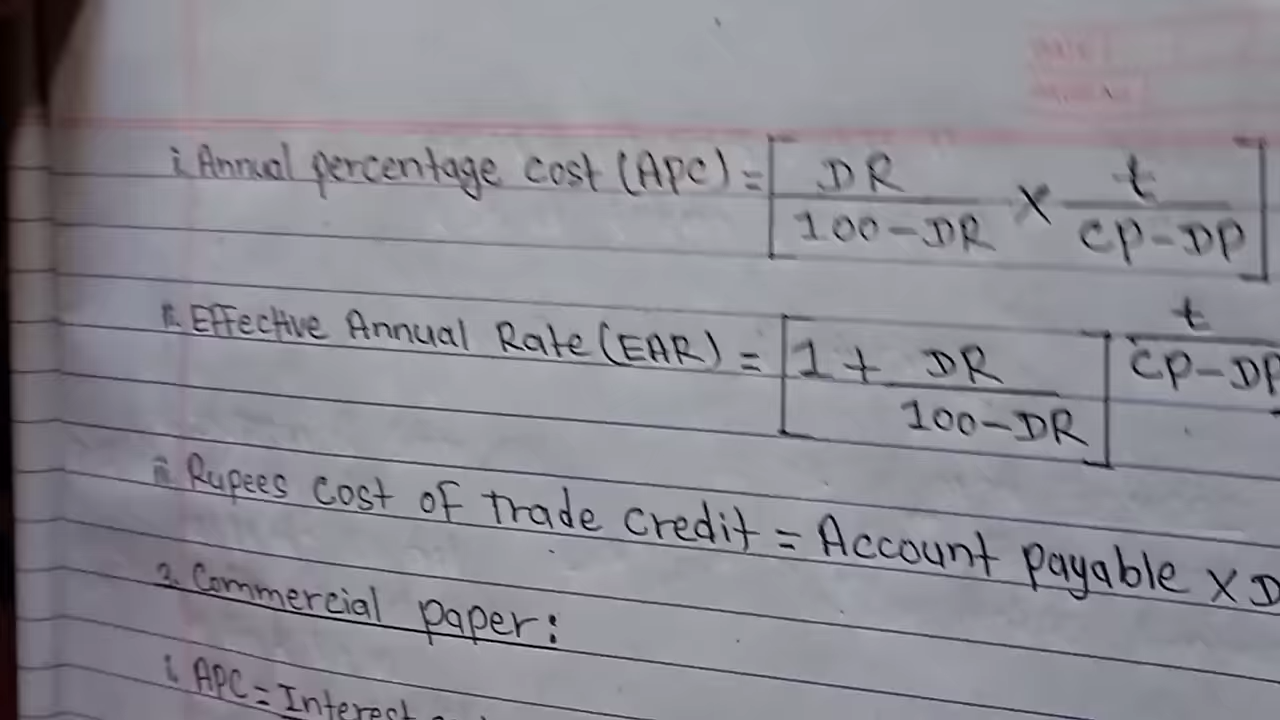 i. Annual percentage cost (APC) = [DR / 100 - DR × t / CP - DP]
ii. Effective Annual Rate (EAR) = [1 + DR / 100 - DR] t / CP - DP
iii. Rupees cost of trade credit = Account payable × D
2. Commercial paper:
i. APC = Interest